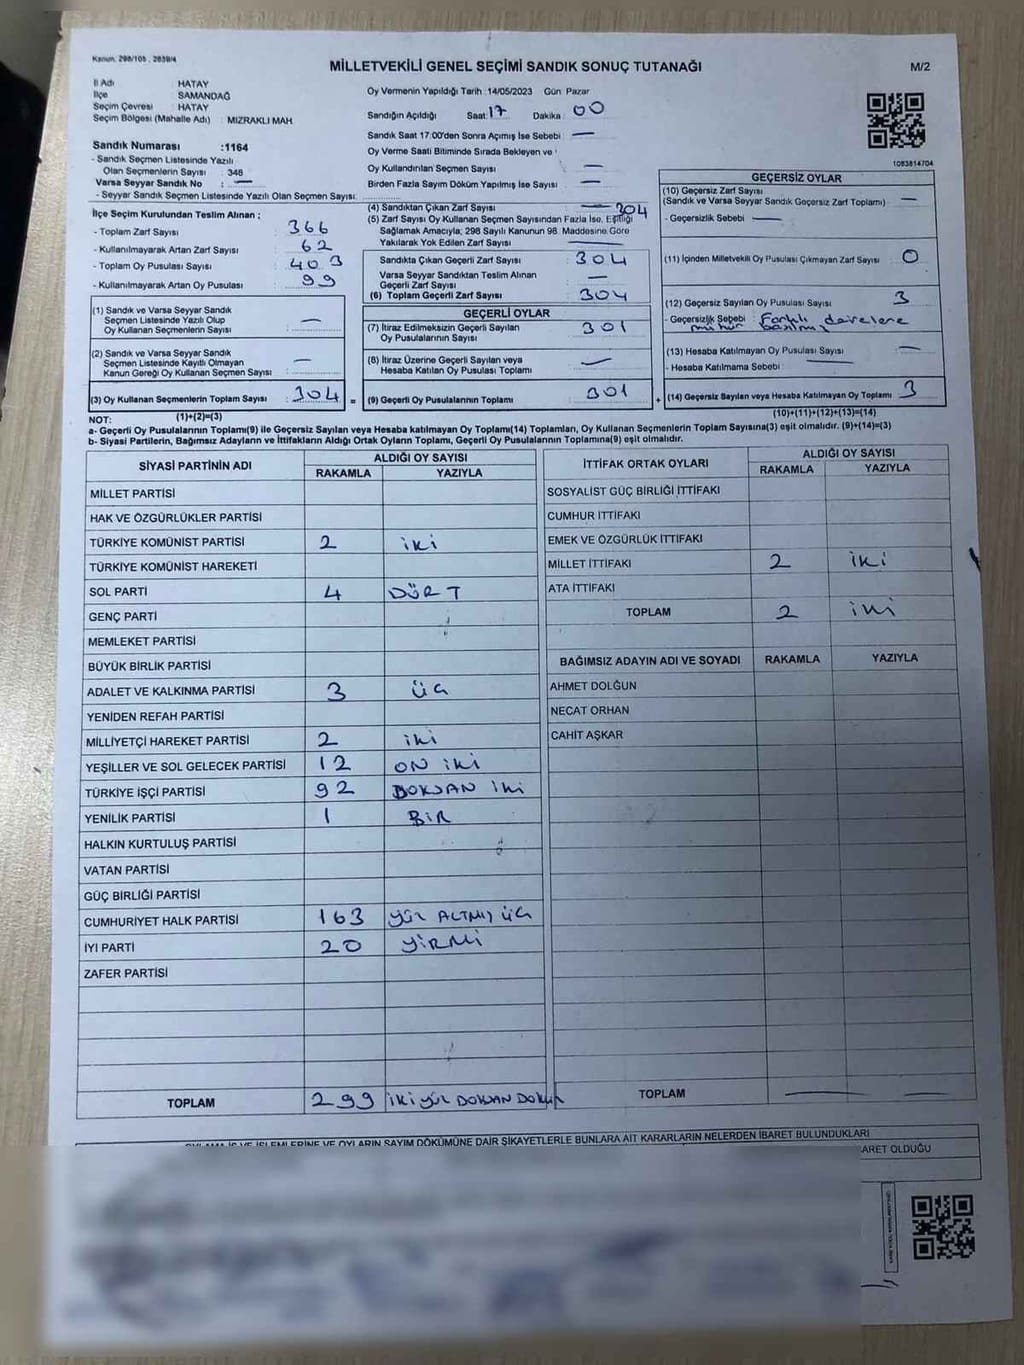 Kanun. 298/105 , 2839/4
MİLLETVEKİLİ GENEL SEÇİMİ SANDIK SONUÇ TUTANAĞI
M/2
İl Adı : HATAY
İlçe : SAMANDAĞ
Seçim Çevresi : HATAY
Seçim Bölgesi (Mahalle Adı) : MIZRAKLI MAH
Sandık Numarası :1164
- Sandık Seçmen Listesinde Yazılı
Olan Seçmenlerin Sayısı : 348
Varsa Seyyar Sandık No : —
- Seyyar Sandık Seçmen Listesinde Yazılı Olan Seçmen Sayısı:
Oy Vermenin Yapıldığı Tarih :14/05/2023 Gün Pazar
Sandığın Açıldığı Saat: 17 Dakika : 00
Sandık Saat 17:00'den Sonra Açımış İse Sebebi : —
Oy Verme Saati Bitiminde Sırada Bekleyen ve
Oy Kullandırılan Seçmen Sayısı : —
Birden Fazla Sayım Döküm Yapılmış İse Sayısı : —
1083814704
İlçe Seçim Kurulundan Teslim Alınan ;
- Toplam Zarf Sayısı : 366
- Kullanılmayarak Artan Zarf Sayısı : 62
- Toplam Oy Pusulası Sayısı : 403
- Kullanılmayarak Artan Oy Pusulası : 99
(1) Sandık ve Varsa Seyyar Sandık
Seçmen Listesinde Yazılı Olup
Oy Kullanan Seçmenlerin Sayısı : —
(2) Sandık ve Varsa Seyyar Sandık
Seçmen Listesinde Kayıtlı Olmayan
Kanun Gereği Oy Kullanan Seçmen Sayısı : —
(3) Oy Kullanan Seçmenlerin Toplam Sayısı : 304 =
(1)+(2)=(3)
(4) Sandıktan Çıkan Zarf Sayısı : 304
(5) Zarf Sayısı Oy Kullanan Seçmen Sayısından Fazla İse, Eşitliği
Sağlamak Amacıyla; 298 Sayılı Kanunun 98. Maddesine Göre
Yakılarak Yok Edilen Zarf Sayısı : —
Sandıkta Çıkan Geçerli Zarf Sayısı : 304
Varsa Seyyar Sandıktan Teslim Alınan
Geçerli Zarf Sayısı : —
(6) Toplam Geçerli Zarf Sayısı : 304
GEÇERLİ OYLAR
(7) İtiraz Edilmeksizin Geçerli Sayılan
Oy Pusulalarının Sayısı : 301
(8) İtiraz Üzerine Geçerli Sayılan veya
Hesaba Katılan Oy Pusulası Toplamı : —
(9) Geçerli Oy Pusulalarının Toplamı : 301 +
GEÇERSİZ OYLAR
(10) Geçersiz Zarf Sayısı
(Sandık ve Varsa Seyyar Sandık Geçersiz Zarf Toplamı) : —
- Geçersizlik Sebebi : —
(11) İçinden Milletvekili Oy Pusulası Çıkmayan Zarf Sayısı : 0
(12) Geçersiz Sayılan Oy Pusulası Sayısı : 3
- Geçersizlik Sebebi : Farklı dairelere
mühür basılmış
(13) Hesaba Katılmayan Oy Pusulası Sayısı : —
- Hesaba Katılmama Sebebi :
(14) Geçersiz Sayılan veya Hesaba Katılmayan Oy Toplamı : 3
(10)+(11)+(12)+(13)=(14)
NOT:
a- Geçerli Oy Pusulalarının Toplamı(9) ile Geçersiz Sayılan veya Hesaba katılmayan Oy Toplamı(14) Toplamları, Oy Kullanan Seçmenlerin Toplam Sayısına(3) eşit olmalıdır. (9)+(14)=(3)
b- Siyasi Partilerin, Bağımsız Adayların ve İttifakların Aldığı Ortak Oyların Toplamı, Geçerli Oy Pusulalarının Toplamına(9) eşit olmalıdır.
SİYASİ PARTİNİN ADI ALDIĞI OY SAYISI
RAKAMLA YAZIYLA
MİLLET PARTİSİ
HAK VE ÖZGÜRLÜKLER PARTİSİ
TÜRKİYE KOMÜNİST PARTİSİ 2 iki
TÜRKİYE KOMÜNİST HAREKETİ
SOL PARTİ 4 DÜRT
GENÇ PARTİ
MEMLEKET PARTİSİ
BÜYÜK BİRLİK PARTİSİ
ADALET VE KALKINMA PARTİSİ 3 üç
YENİDEN REFAH PARTİSİ
MİLLİYETÇİ HAREKET PARTİSİ 2 iki
YEŞİLLER VE SOL GELECEK PARTİSİ 12 ON iki
TÜRKİYE İŞÇİ PARTİSİ 92 DOKSAN iki
YENİLİK PARTİSİ 1 BİR
HALKIN KURTULUŞ PARTİSİ
VATAN PARTİSİ
GÜÇ BİRLİĞİ PARTİSİ
CUMHURİYET HALK PARTİSİ 163 yüz ALTMIŞ üç
İYİ PARTİ 20 YİRMİ
ZAFER PARTİSİ
TOPLAM 299 iki yüz DOKSAN DOKUZ
İTTİFAK ORTAK OYLARI ALDIĞI OY SAYISI
RAKAMLA YAZIYLA
SOSYALİST GÜÇ BİRLİĞİ İTTİFAKI
CUMHUR İTTİFAKI
EMEK VE ÖZGÜRLÜK İTTİFAKI
MİLLET İTTİFAKI 2 iki
ATA İTTİFAKI
TOPLAM 2 iki
BAĞIMSIZ ADAYIN ADI VE SOYADI RAKAMLA YAZIYLA
AHMET DOLĞUN
NECAT ORHAN
CAHİT AŞKAR
TOPLAM — —
OYLAMA İŞ VE İŞLEMLERİNE VE OYLARIN SAYIM DÖKÜMÜNE DAİR ŞİKAYETLERLE BUNLARA AİT KARARLARIN NELERDEN İBARET BULUNDUKLARI
ARET OLDUĞU